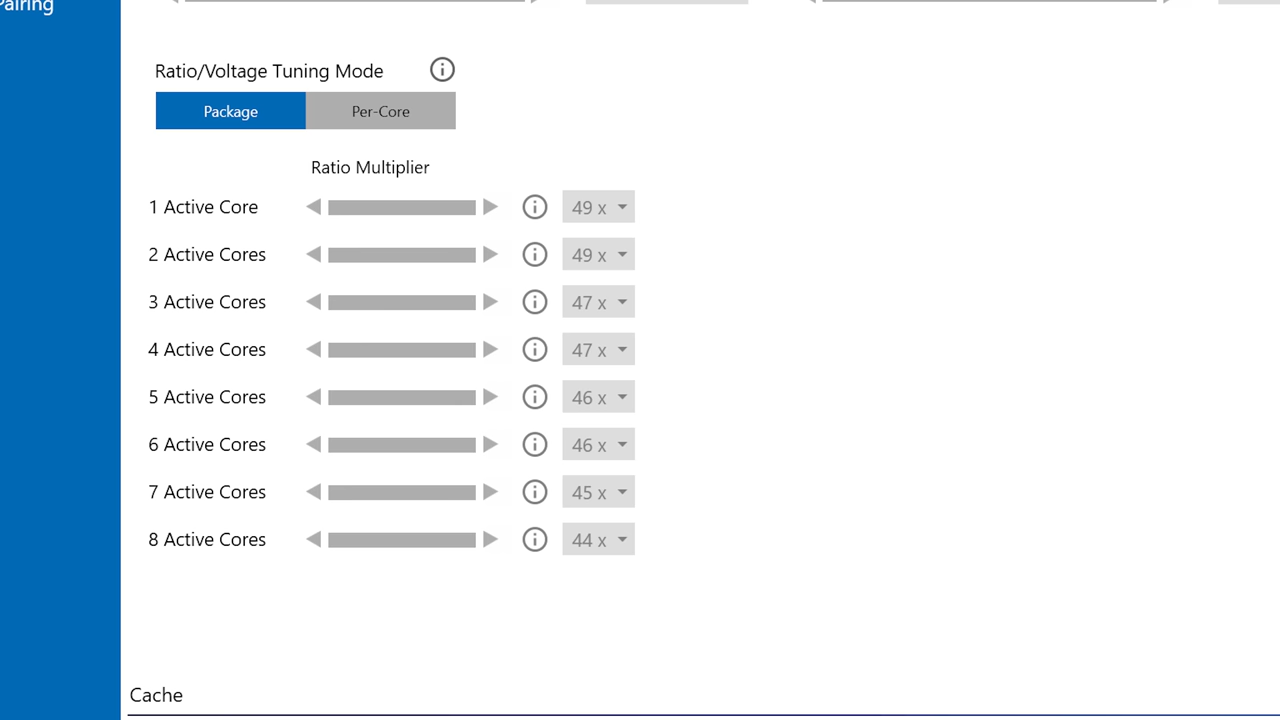 Pairing
Ratio/Voltage Tuning Mode
Package Per-Core
Ratio Multiplier
1 Active Core 49 x
2 Active Cores 49 x
3 Active Cores 47 x
4 Active Cores 47 x
5 Active Cores 46 x
6 Active Cores 46 x
7 Active Cores 45 x
8 Active Cores 44 x
Cache